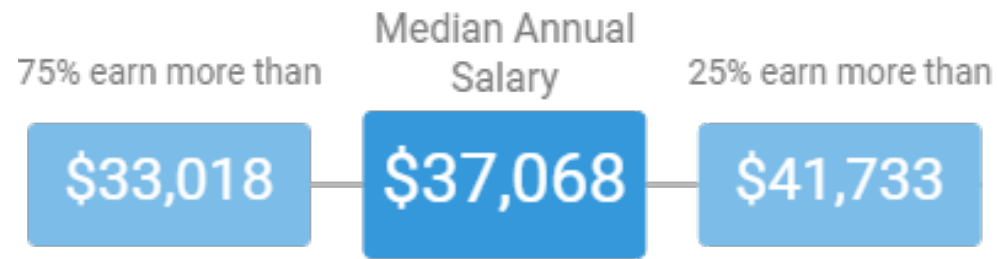 Median Annual
Salary
75% earn more than
25% earn more than
$33,018
$37,068
$41,733